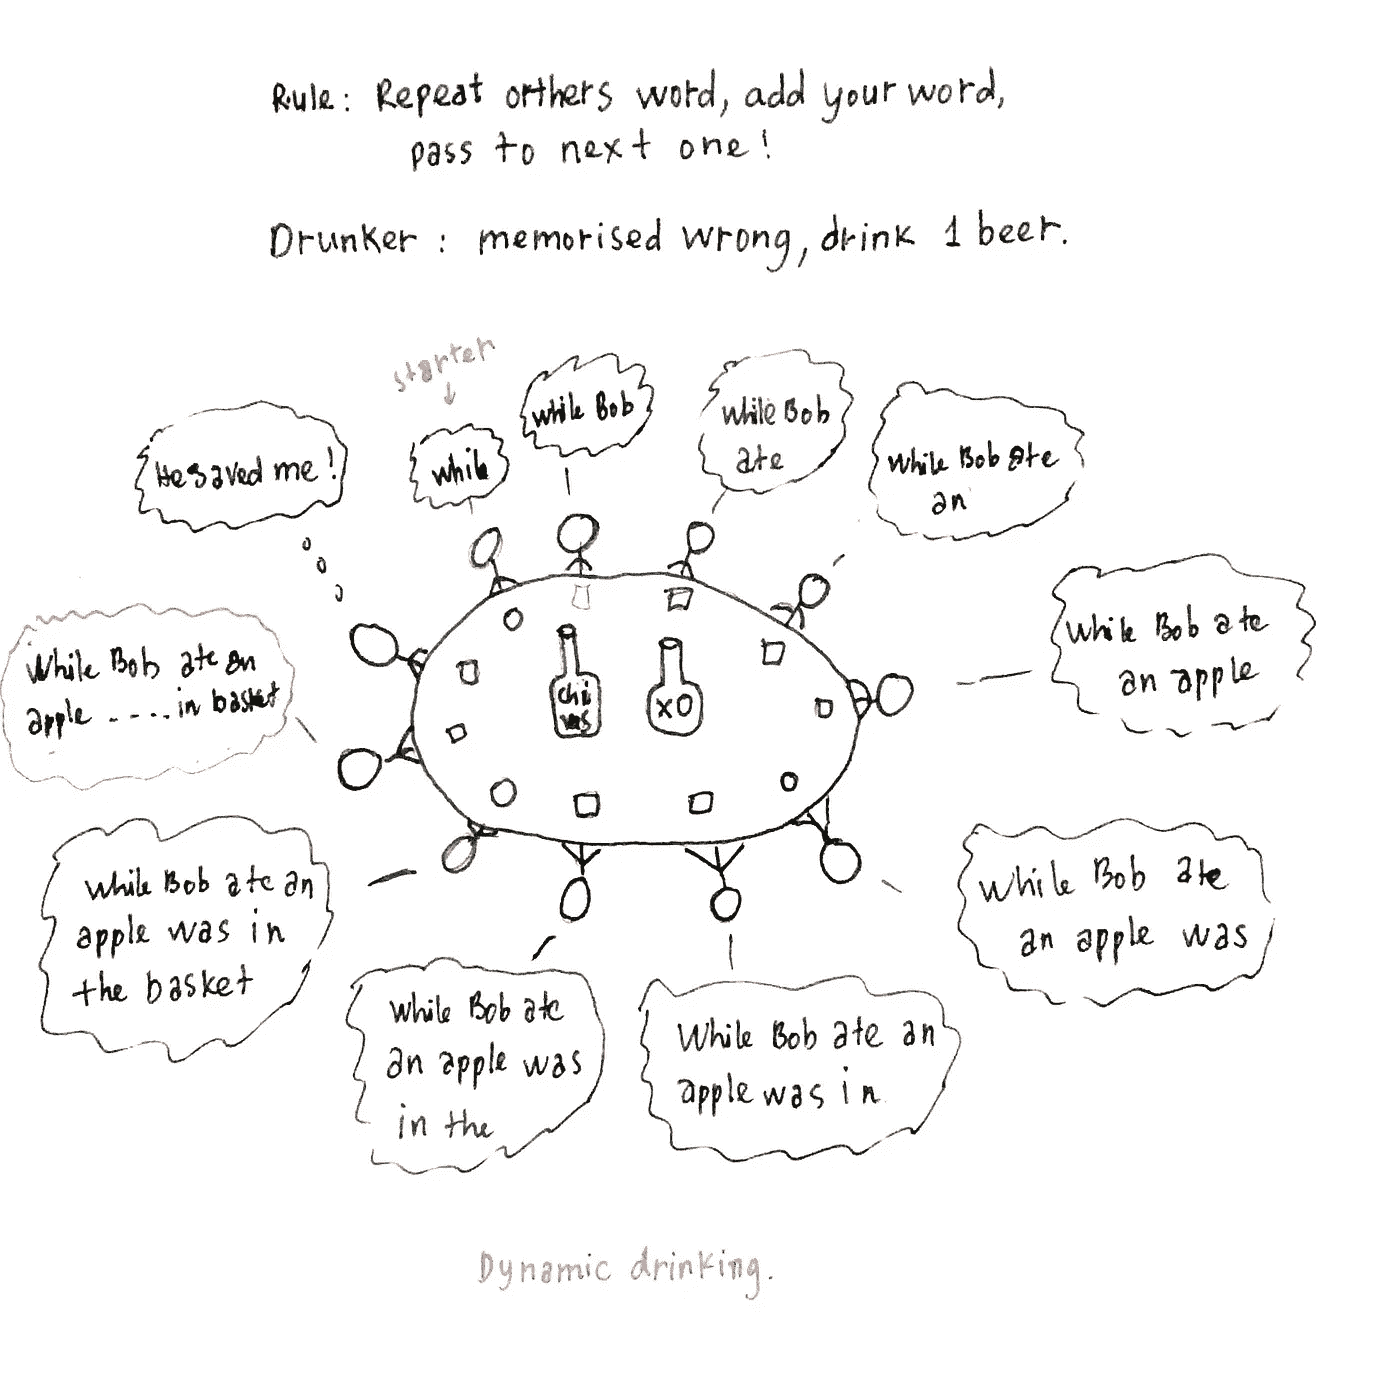 Rule: Repeat orthers word, add your word,
pass to next one!
Drunker: memorised wrong, drink 1 beer.
starter
while
while Bob
while Bob
ate
while Bob ate
an
while Bob ate
an apple
while Bob ate
an apple was
While Bob ate an
apple was in
while Bob ate
an apple was
in the
while Bob ate an
apple was in
the basket
While Bob ate an
apple ....in basket
He saved me!
chi
vas
XO
Dynamic drinking.